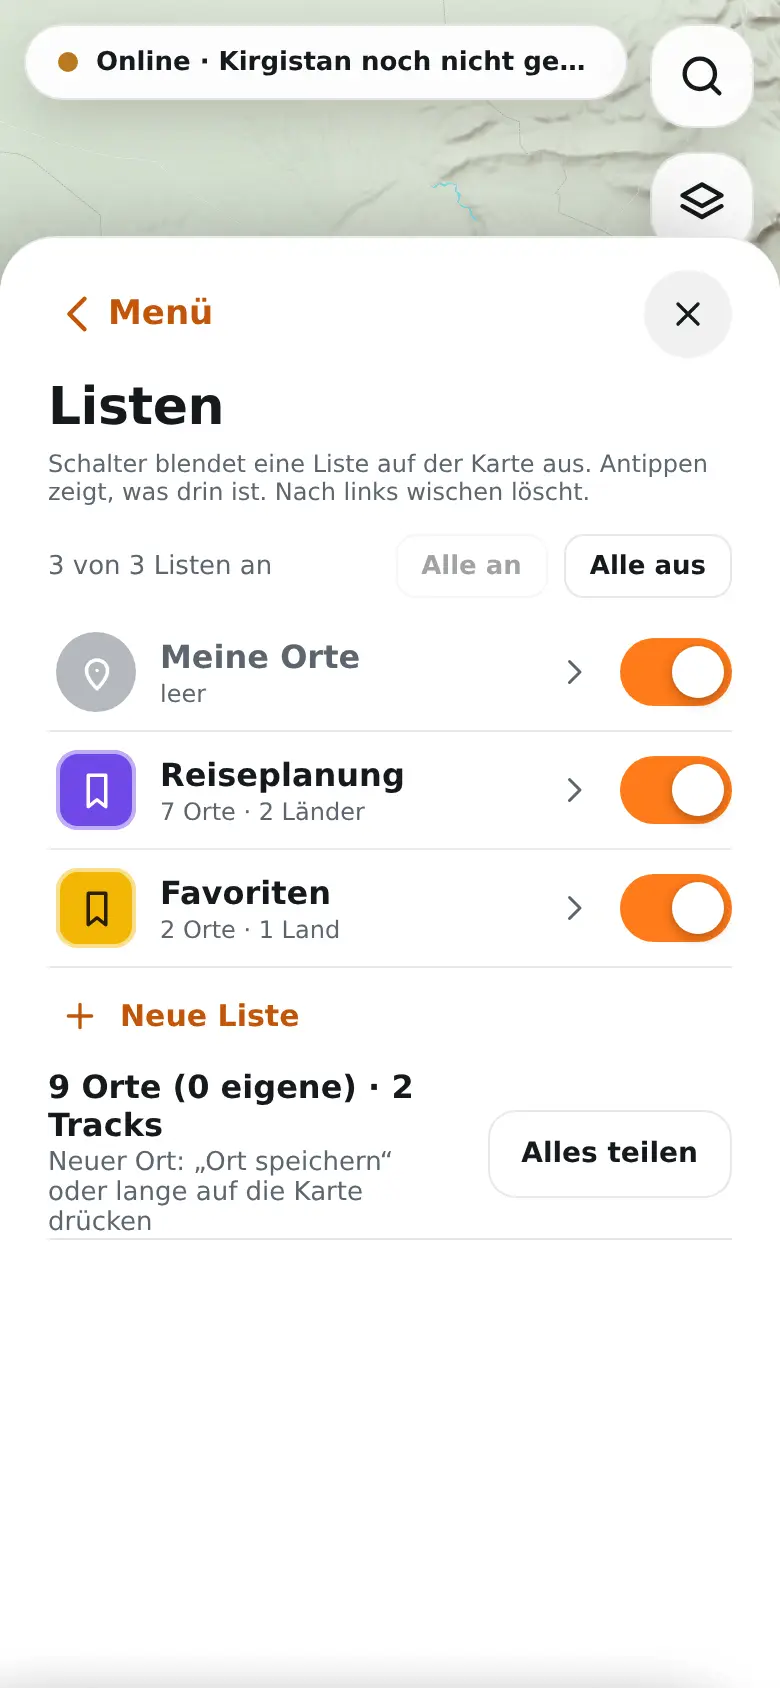 Online · Kirgistan noch nicht ge…
Menü
Listen
Schalter blendet eine Liste auf der Karte aus. Antippen
zeigt, was drin ist. Nach links wischen löscht.
3 von 3 Listen an
Alle an
Alle aus
Meine Orte
leer
Reiseplanung
7 Orte · 2 Länder
Favoriten
2 Orte · 1 Land
Neue Liste
9 Orte (0 eigene) · 2
Tracks
Neuer Ort: „Ort speichern“
oder lange auf die Karte
drücken
Alles teilen